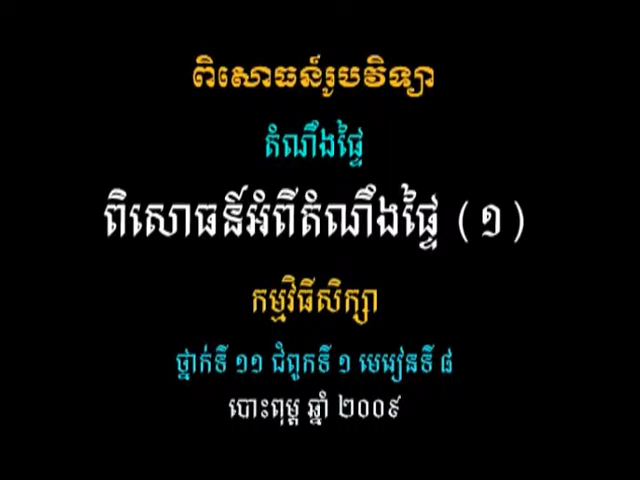 ពិសោធន៍រូបវិទ្យា
តំណឹងផ្ទៃ
ពិសោធន៍អំពីតំណឹងផ្ទៃ (១)
កម្មវិធីសិក្សា
ថ្នាក់ទី ១១ ជំពូកទី ១ មេរៀនទី ៨
បោះពុម្ព ឆ្នាំ ២០០៩